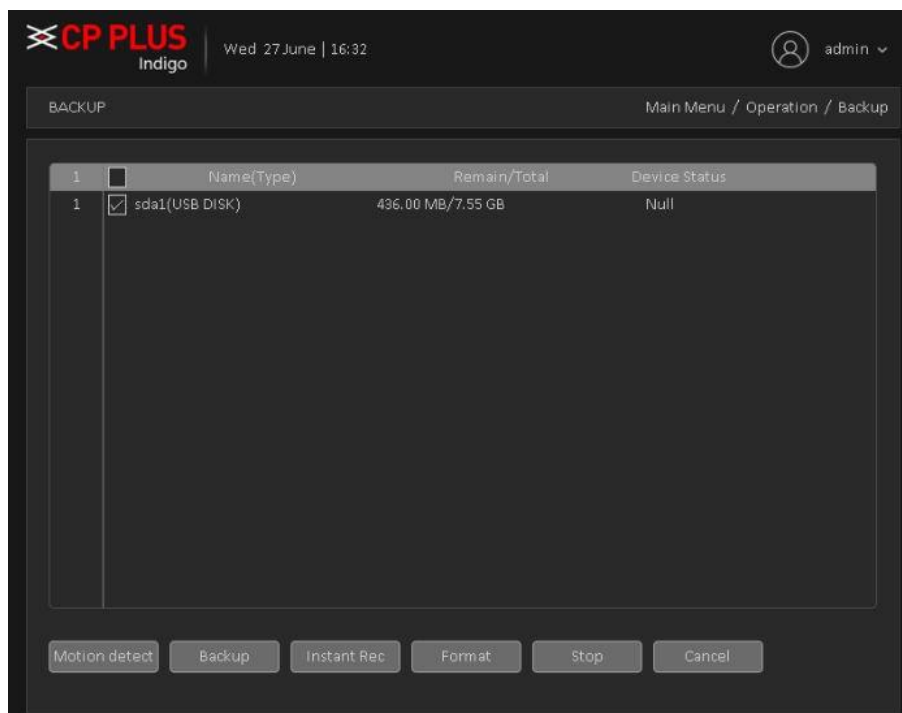 CP PLUS
Indigo
Wed 27 June | 16:32
admin
BACKUP
Main Menu / Operation / Backup
1 Name(Type) Remain/Total Device Status
1 sda1(USB DISK) 436.00 MB/7.55 GB Null
Motion detect Backup Instant Rec Format Stop Cancel